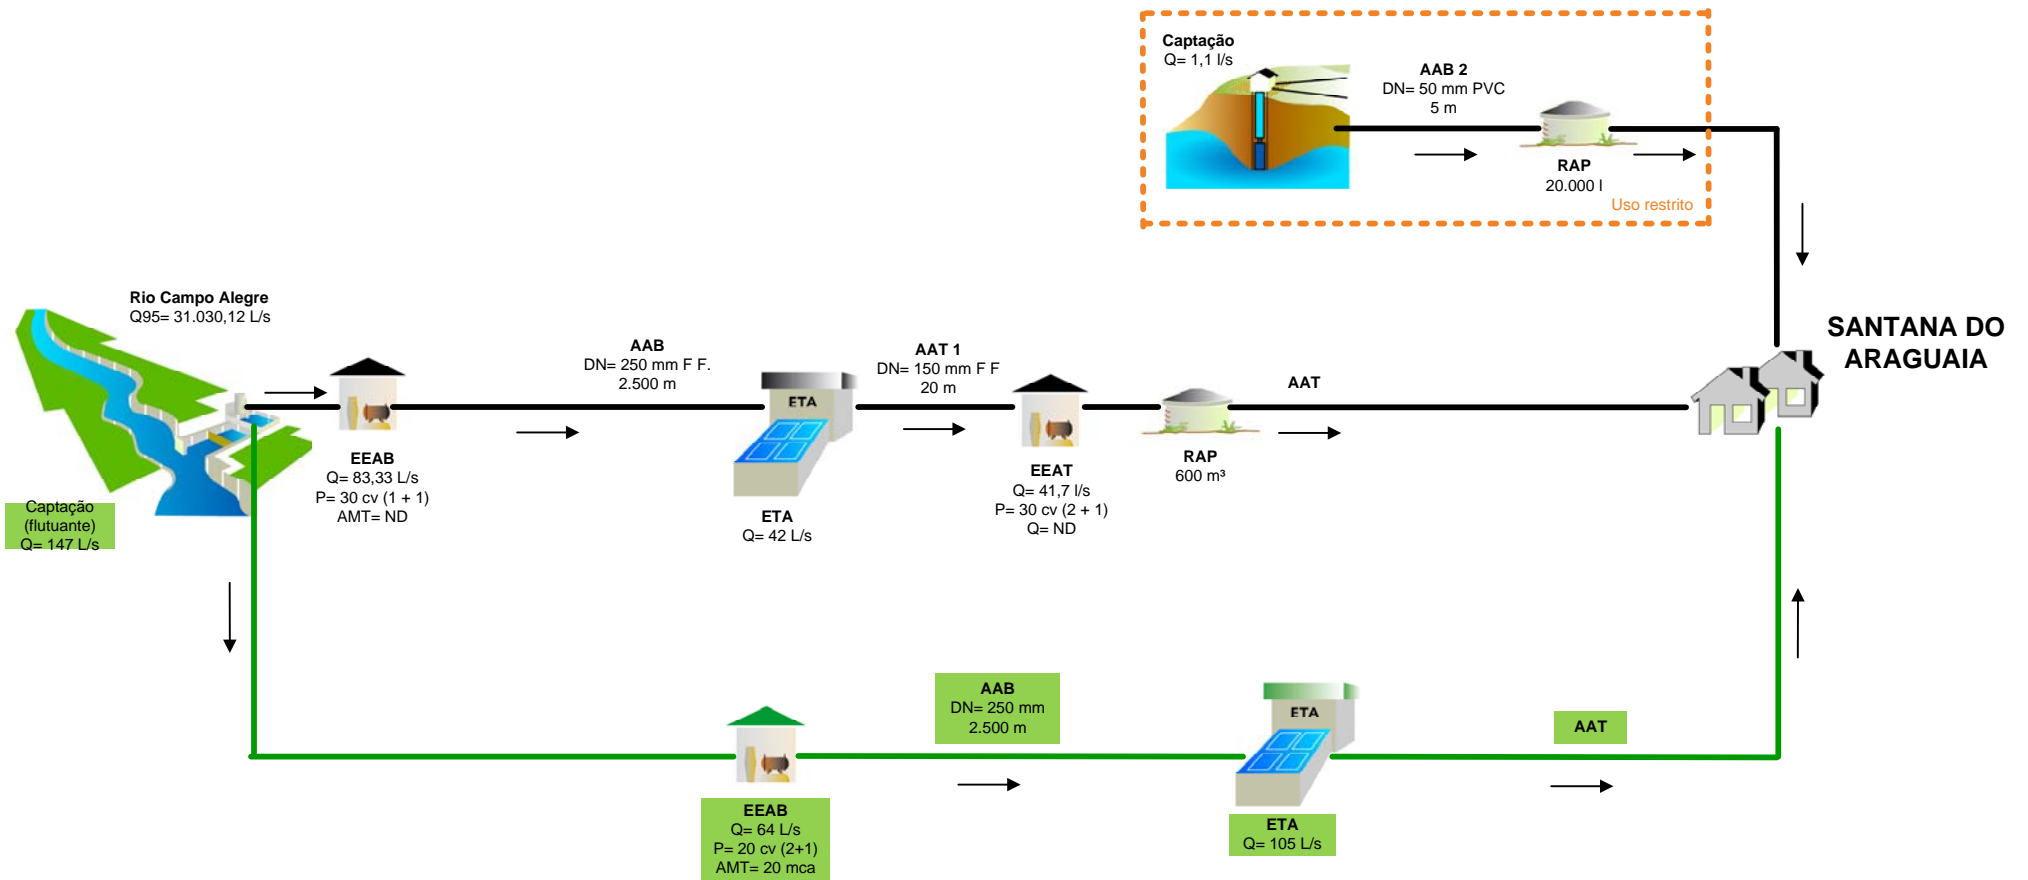 Captação
Q= 1,1 l/s
AAB 2
DN= 50 mm PVC
5 m
RAP
20.000 l
Uso restrito
Rio Campo Alegre
Q95= 31.030,12 L/s
SANTANA DO
ARAGUAIA
AAB
DN= 250 mm F F.
2.500 m
AAT 1
DN= 150 mm F F
20 m
AAT
ETA
EEAB
Q= 83,33 L/s
P= 30 cv (1 + 1)
AMT= ND
ETA
Q= 42 L/s
EEAT
Q= 41,7 l/s
P= 30 cv (2 + 1)
Q= ND
RAP
600 m³
Captação
(flutuante)
Q= 147 L/s
AAB
DN= 250 mm
2.500 m
ETA
AAT
EEAB
Q= 64 L/s
P= 20 cv (2+1)
AMT= 20 mca
ETA
Q= 105 L/s